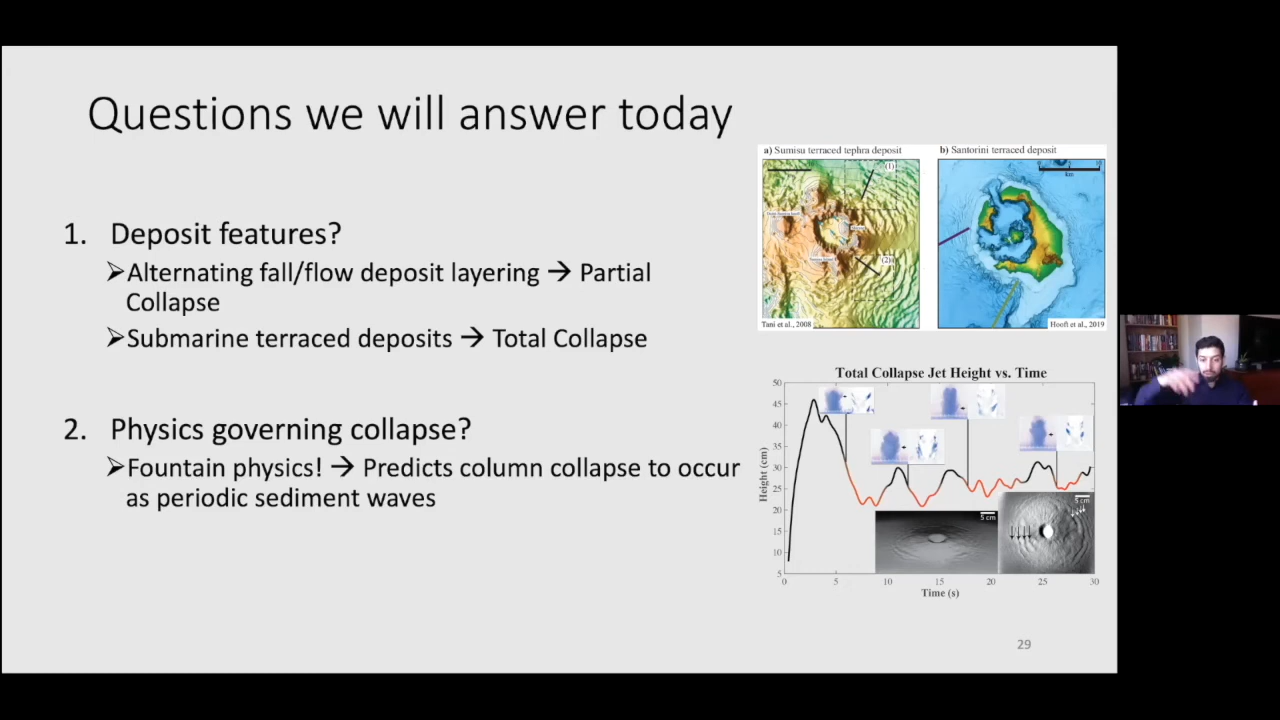 Questions we will answer today
1. Deposit features?
➢Alternating fall/flow deposit layering → Partial
Collapse
➢Submarine terraced deposits → Total Collapse
2. Physics governing collapse?
➢Fountain physics! → Predicts column collapse to occur
as periodic sediment waves
a) Sumisu terraced tephra deposit
(1)
(2)
Tani et al., 2008
b) Santorini terraced deposit
km
Hooft et al., 2019
Total Collapse Jet Height vs. Time
Height (cm)
50
45
40
35
30
25
20
15
10
5
5 cm
5 cm
0 5 10 15 20 25 30
Time (s)
29